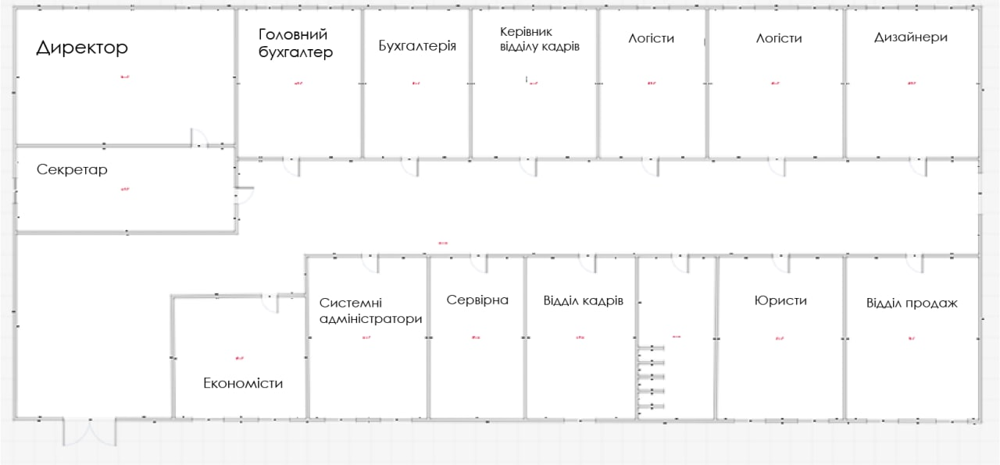 Директор
Головний
бухгалтер
Бухгалтерія
Керівник
відділу кадрів
Логісти
Логісти
Дизайнери
Секретар
Системні
адміністратори
Сервірна
Відділ кадрів
Юристи
Відділ продаж
Економісти